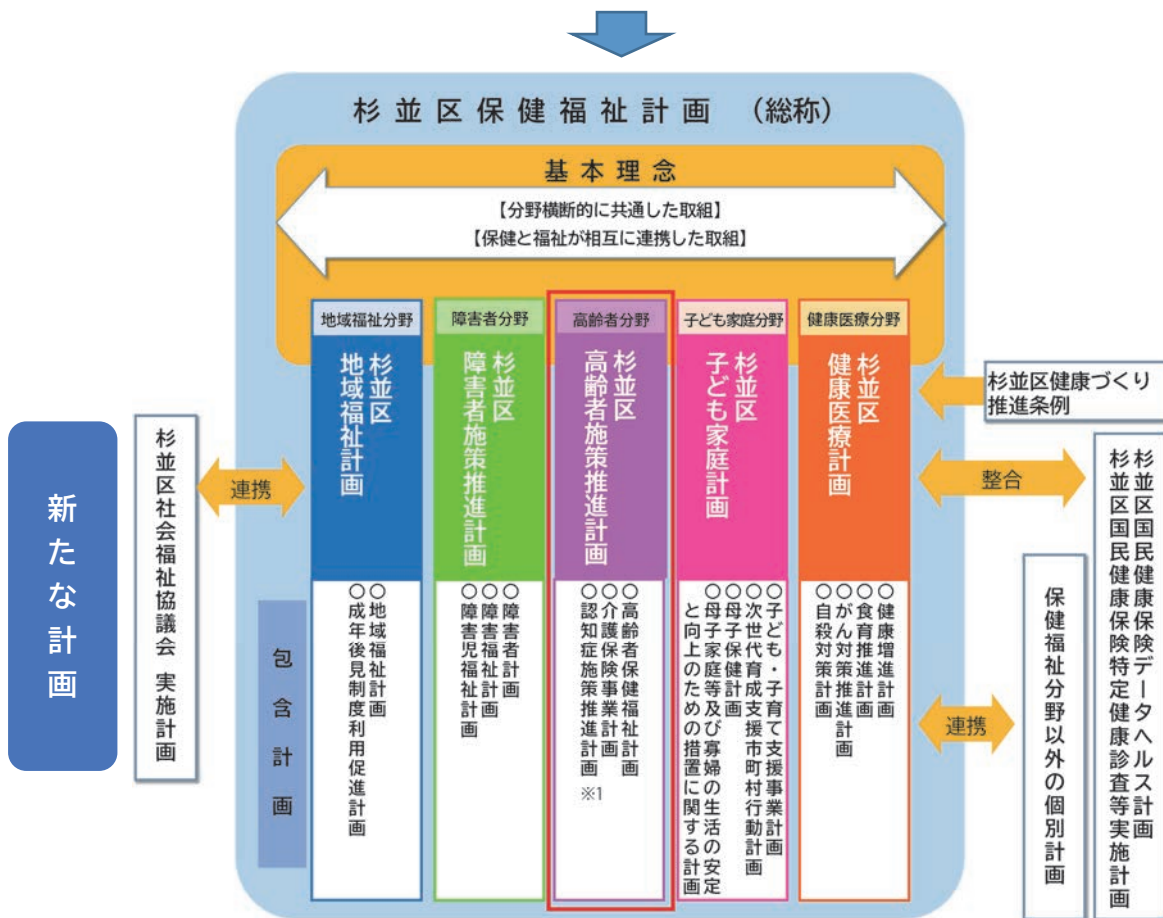 杉並区保健福祉計画 （総称）
基本理念
【分野横断的に共通した取組】
【保健と福祉が相互に連携した取組】
新たな計画
杉並区社会福祉協議会 実施計画
連携
包含計画
地域福祉分野
杉並区
地域福祉計画
○地域福祉計画
○成年後見制度利用促進計画
障害者分野
杉並区
障害者施策推進計画
○障害者計画
○障害福祉計画
○障害児福祉計画
高齢者分野
杉並区
高齢者施策推進計画
○高齢者保健福祉計画
○介護保険事業計画
○認知症施策推進計画
※1
子ども家庭分野
杉並区
子ども家庭計画
○子ども・子育て支援事業計画
○次世代育成支援市町村行動計画
○母子保健計画
○母子家庭等及び寡婦の生活の安定
と向上のための措置に関する計画
健康医療分野
杉並区
健康医療計画
○健康増進計画
○食育推進計画
○がん対策推進計画
○自殺対策計画
杉並区健康づくり
推進条例
整合
杉並区国民健康保険データヘルス計画
杉並区国民健康保険特定健康診査等実施計画
連携
保健福祉分野以外の個別計画